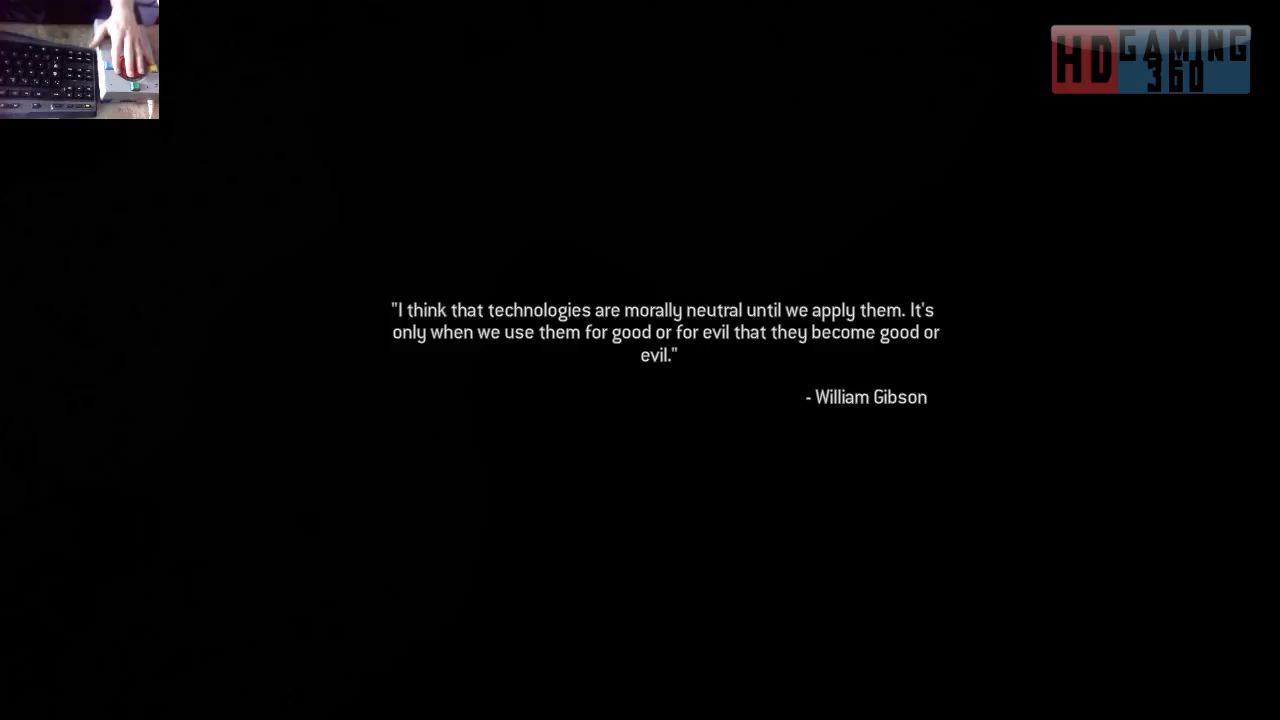 HD GAMING
360
"I think that technologies are morally neutral until we apply them. It's
only when we use them for good or for evil that they become good or
evil."
- William Gibson